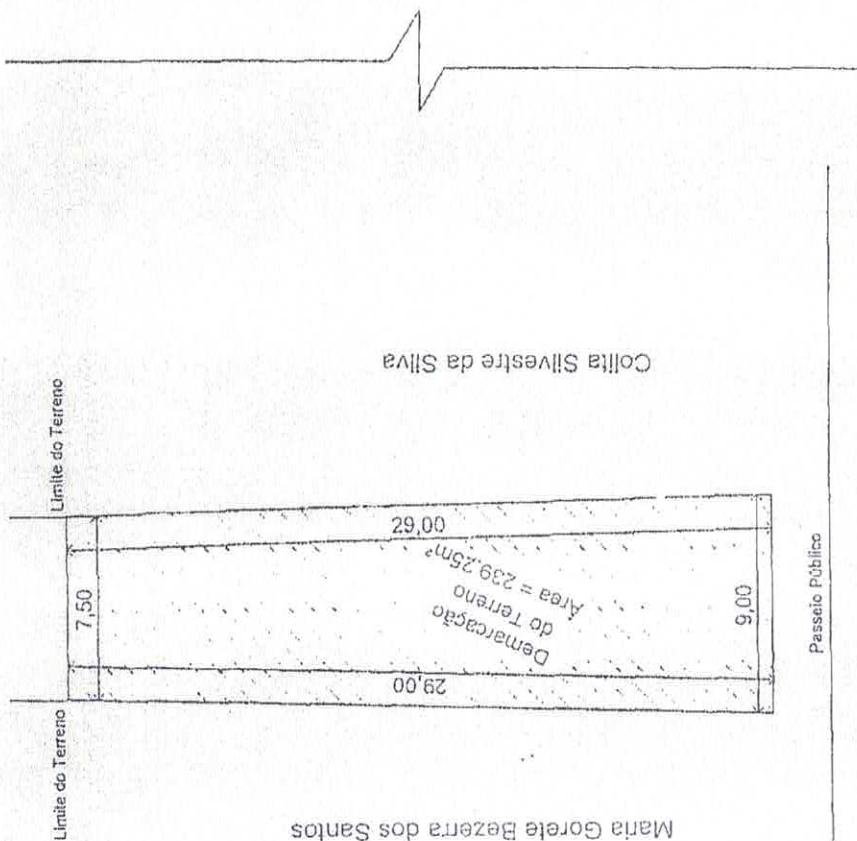 Limite do Terreno
Limite do Terreno
7,50
29,00
29,00
9,00
Demarcação
do Terreno
Área = 239,25m²
Colita Silvestre da Silva
Maria Gorete Bezerra dos Santos
Passeio Público